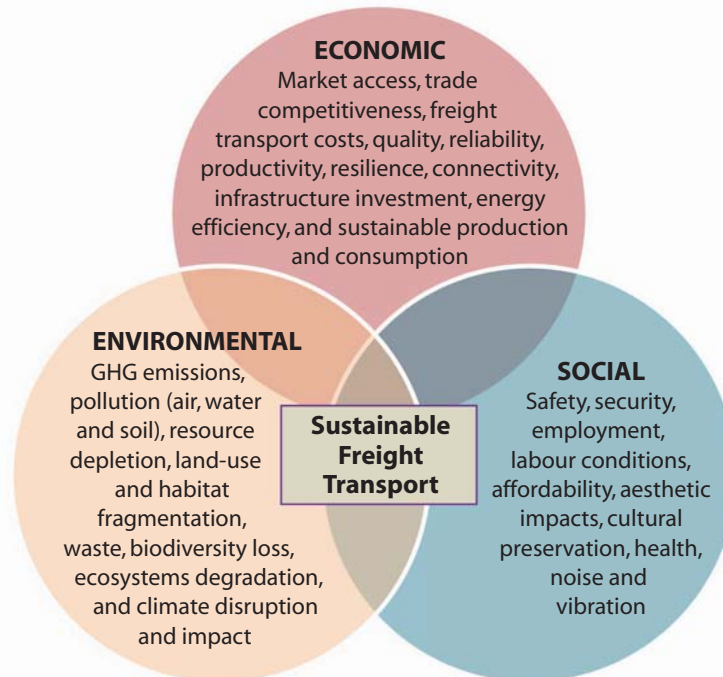 ECONOMIC
Market access, trade
competitiveness, freight
transport costs, quality, reliability,
productivity, resilience, connectivity,
infrastructure investment, energy
efficiency, and sustainable production
and consumption
ENVIRONMENTAL
GHG emissions,
pollution (air, water
and soil), resource
depletion, land-use
and habitat
fragmentation,
waste, biodiversity loss,
ecosystems degradation,
and climate disruption
and impact
Sustainable
Freight
Transport
SOCIAL
Safety, security,
employment,
labour conditions,
affordability, aesthetic
impacts, cultural
preservation, health,
noise and
vibration